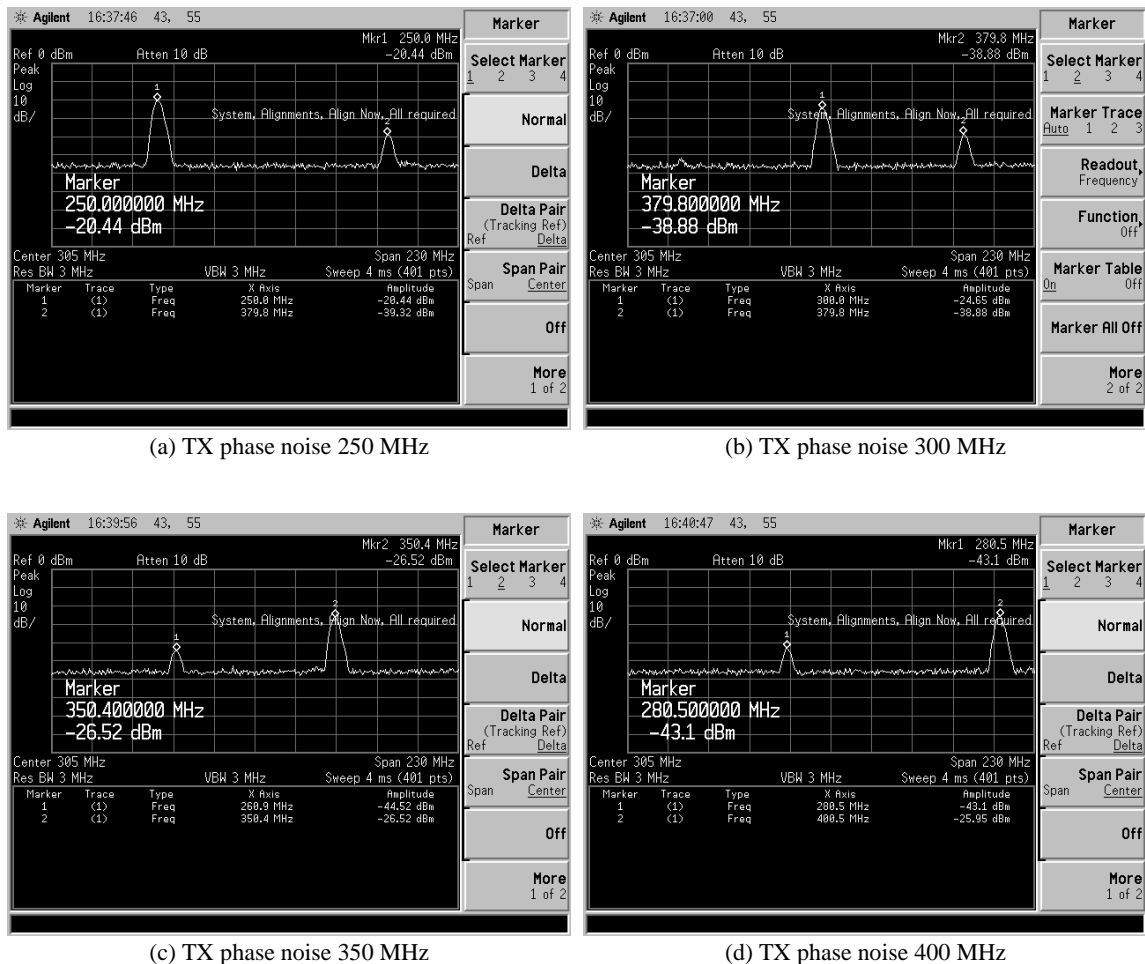 Agilent 16:37:46 43, 55
Mkr1 250.0 MHz
Ref 0 dBm Atten 10 dB -20.44 dBm
Peak
Log
10
dB/
1
2
System, Alignments, Align Now, All required
Marker
250.000000 MHz
-20.44 dBm
Center 305 MHz Span 230 MHz
Res BW 3 MHz VBW 3 MHz Sweep 4 ms (401 pts)
Marker Trace Type X Axis Amplitude
1 (1) Freq 250.0 MHz -20.44 dBm
2 (1) Freq 379.8 MHz -39.32 dBm
Marker
Select Marker
1 2 3 4
Normal
Delta
Delta Pair
(Tracking Ref)
Ref Delta
Span Pair
Span Center
Off
More
1 of 2
(a) TX phase noise 250 MHz
Agilent 16:37:00 43, 55
Mkr2 379.8 MHz
Ref 0 dBm Atten 10 dB -38.88 dBm
Peak
Log
10
dB/
1
2
System, Alignments, Align Now, All required
Marker
379.800000 MHz
-38.88 dBm
Center 305 MHz Span 230 MHz
Res BW 3 MHz VBW 3 MHz Sweep 4 ms (401 pts)
Marker Trace Type X Axis Amplitude
1 (1) Freq 300.0 MHz -24.65 dBm
2 (1) Freq 379.8 MHz -38.88 dBm
Marker
Select Marker
1 2 3 4
Marker Trace
Auto 1 2 3
Readout
Frequency
Function
Off
Marker Table
On Off
Marker All Off
More
2 of 2
(b) TX phase noise 300 MHz
Agilent 16:39:56 43, 55
Mkr2 350.4 MHz
Ref 0 dBm Atten 10 dB -26.52 dBm
Peak
Log
10
dB/
2
1
System, Alignments, Align Now, All required
Marker
350.400000 MHz
-26.52 dBm
Center 305 MHz Span 230 MHz
Res BW 3 MHz VBW 3 MHz Sweep 4 ms (401 pts)
Marker Trace Type X Axis Amplitude
1 (1) Freq 260.9 MHz -44.52 dBm
2 (1) Freq 350.4 MHz -26.52 dBm
Marker
Select Marker
1 2 3 4
Normal
Delta
Delta Pair
(Tracking Ref)
Ref Delta
Span Pair
Span Center
Off
More
1 of 2
(c) TX phase noise 350 MHz
Agilent 16:40:47 43, 55
Mkr1 280.5 MHz
Ref 0 dBm Atten 10 dB -43.1 dBm
Peak
Log
10
dB/
2
1
System, Alignments, Align Now, All required
Marker
280.500000 MHz
-43.1 dBm
Center 305 MHz Span 230 MHz
Res BW 3 MHz VBW 3 MHz Sweep 4 ms (401 pts)
Marker Trace Type X Axis Amplitude
1 (1) Freq 280.5 MHz -43.1 dBm
2 (1) Freq 400.5 MHz -25.95 dBm
Marker
Select Marker
1 2 3 4
Normal
Delta
Delta Pair
(Tracking Ref)
Ref Delta
Span Pair
Span Center
Off
More
1 of 2
(d) TX phase noise 400 MHz